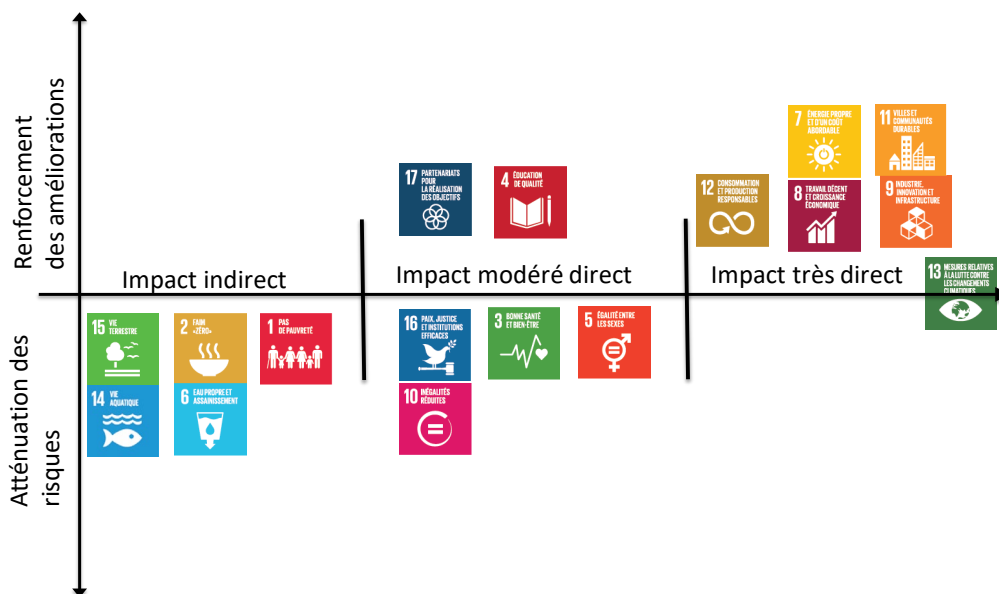 Renforcement
des améliorations
Atténuation des
risques
Impact indirect
Impact modéré direct
Impact très direct
17 PARTENARIATS
POUR
LA RÉALISATION
DES OBJECTIFS
4 ÉDUCATION
DE QUALITÉ
12 CONSOMMATION
ET PRODUCTION
RESPONSABLES
7 ÉNERGIE PROPRE
ET D'UN COÛT
ABORDABLE
11 VILLES ET
COMMUNAUTÉS
DURABLES
8 TRAVAIL DÉCENT
ET CROISSANCE
ÉCONOMIQUE
9 INDUSTRIE,
INNOVATION ET
INFRASTRUCTURE
13 MESURES RELATIVES
À LA LUTTE CONTRE
LES CHANGEMENTS
CLIMATIQUES
15 VIE
TERRESTRE
2 FAIM
«ZÉRO»
1 PAS
DE PAUVRETÉ
14 VIE
AQUATIQUE
6 EAU PROPRE ET
ASSAINISSEMENT
16 PAIX, JUSTICE
ET INSTITUTIONS
EFFICACES
3 BONNE SANTÉ
ET BIEN-ÊTRE
5 ÉGALITÉ ENTRE
LES SEXES
10 INÉGALITÉS
RÉDUITES